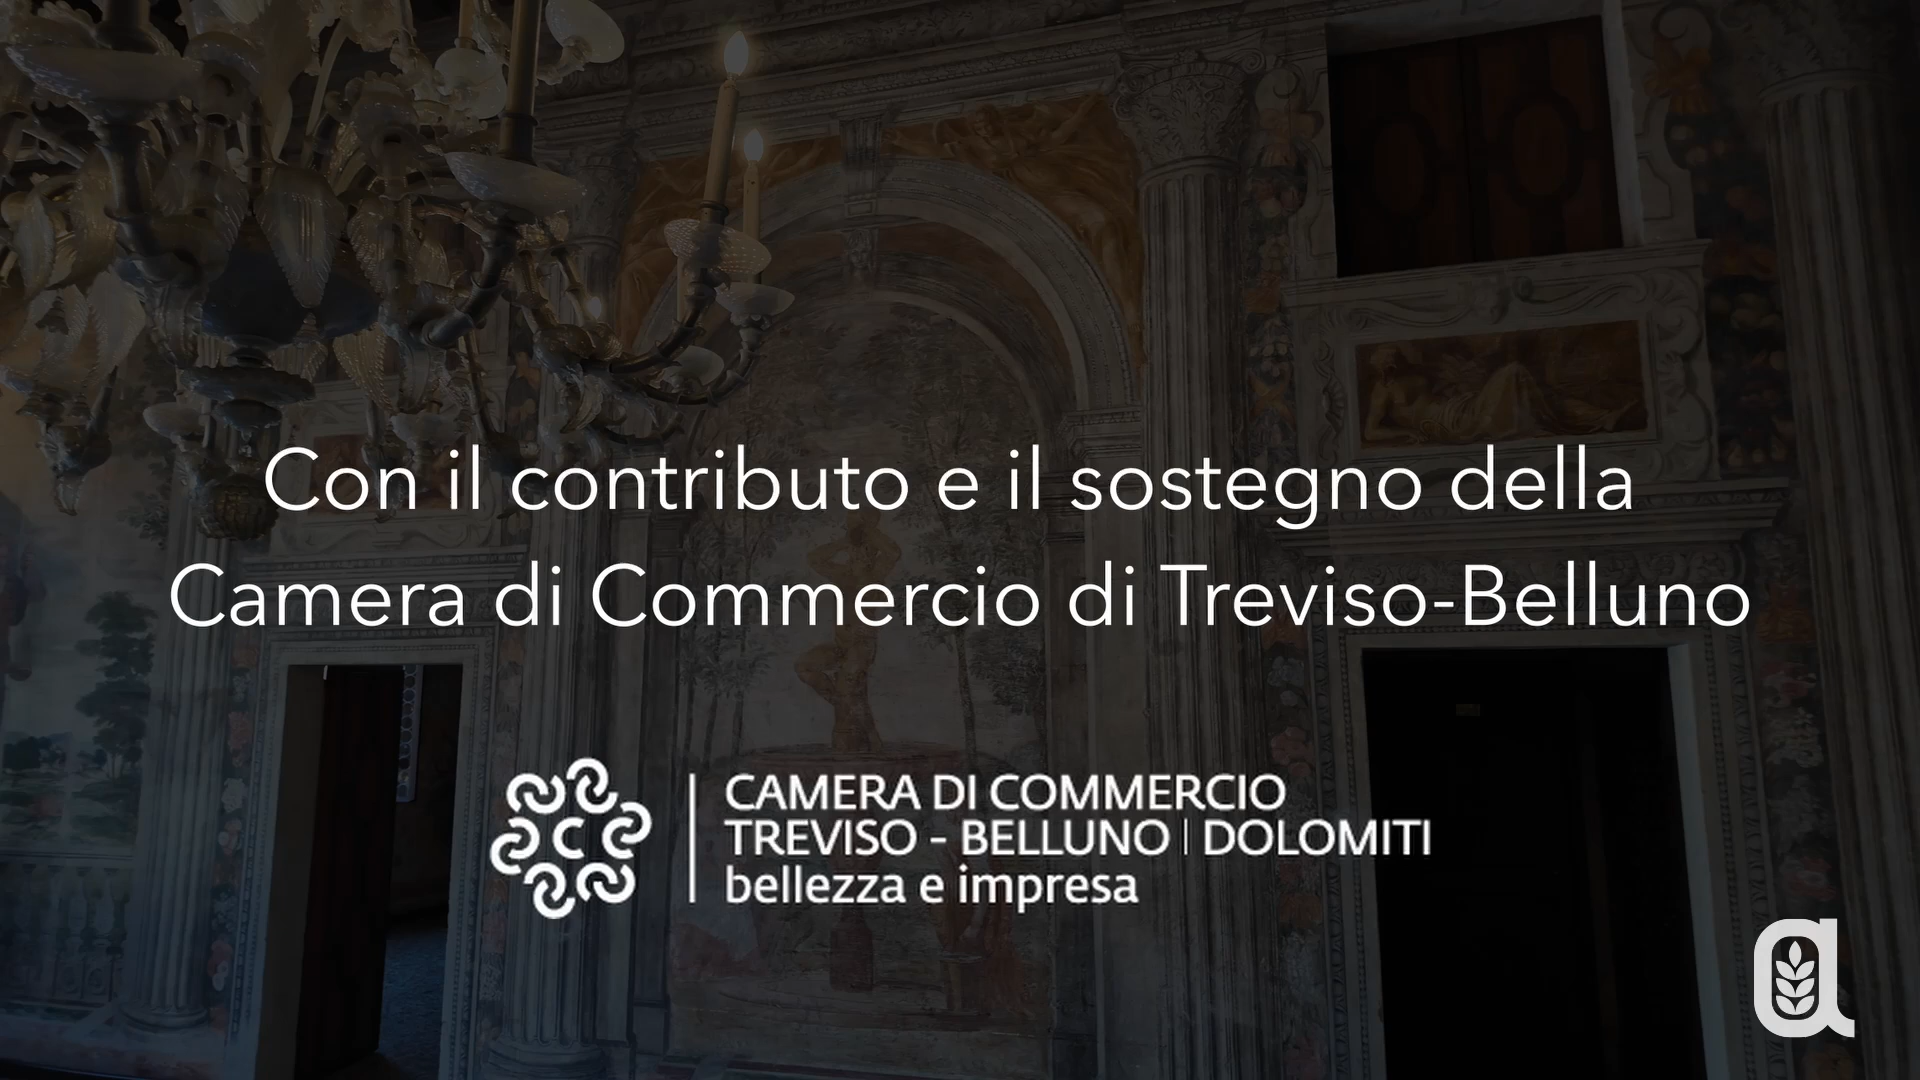 Con il contributo e il sostegno della
Camera di Commercio di Treviso-Belluno
CAMERA DI COMMERCIO
TREVISO - BELLUNO | DOLOMITI
bellezza e impresa
a